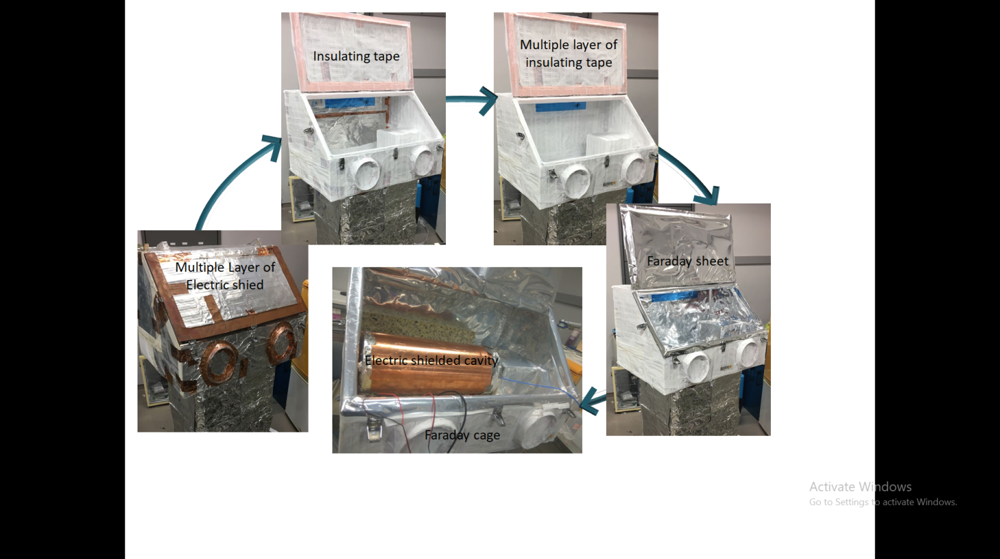 Insulating tape
Multiple layer of
insulating tape
Multiple Layer of
Electric shied
Faraday sheet
Electric shielded cavity
Faraday cage
Activate Windows
Go to Settings to activate Windows.